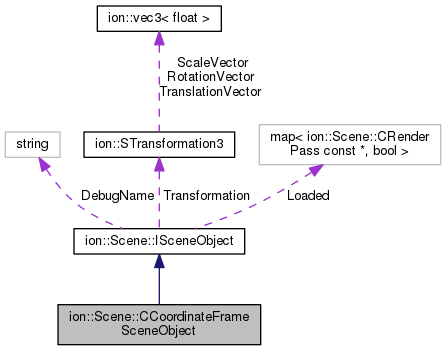 ion::vec3< float >
ScaleVector
RotationVector
TranslationVector
string
ion::STransformation3
map< ion::Scene::CRender
Pass const *, bool >
DebugName
Transformation
Loaded
ion::Scene::ISceneObject
ion::Scene::CCoordinateFrame
SceneObject